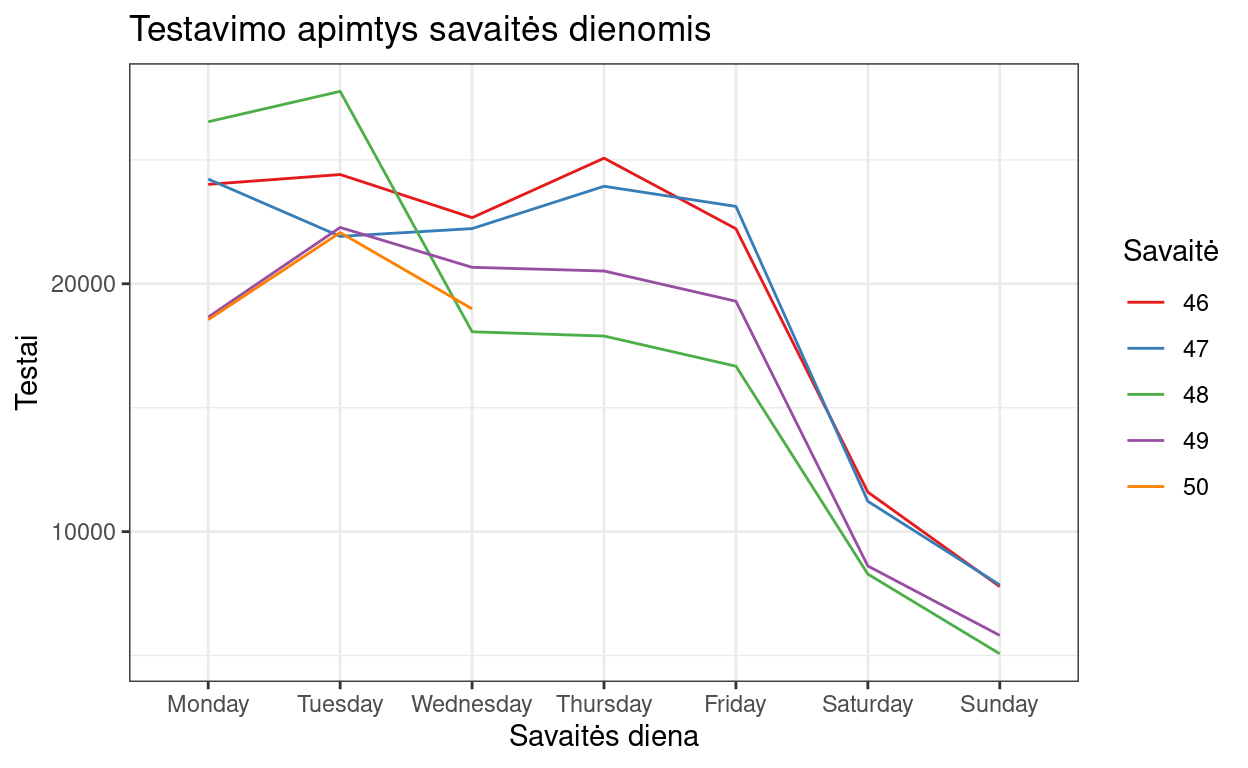 Testavimo apimtys savaitės dienomis
Testai
20000
10000
Monday Tuesday Wednesday Thursday Friday Saturday Sunday
Savaitės diena
Savaitė
46
47
48
49
50